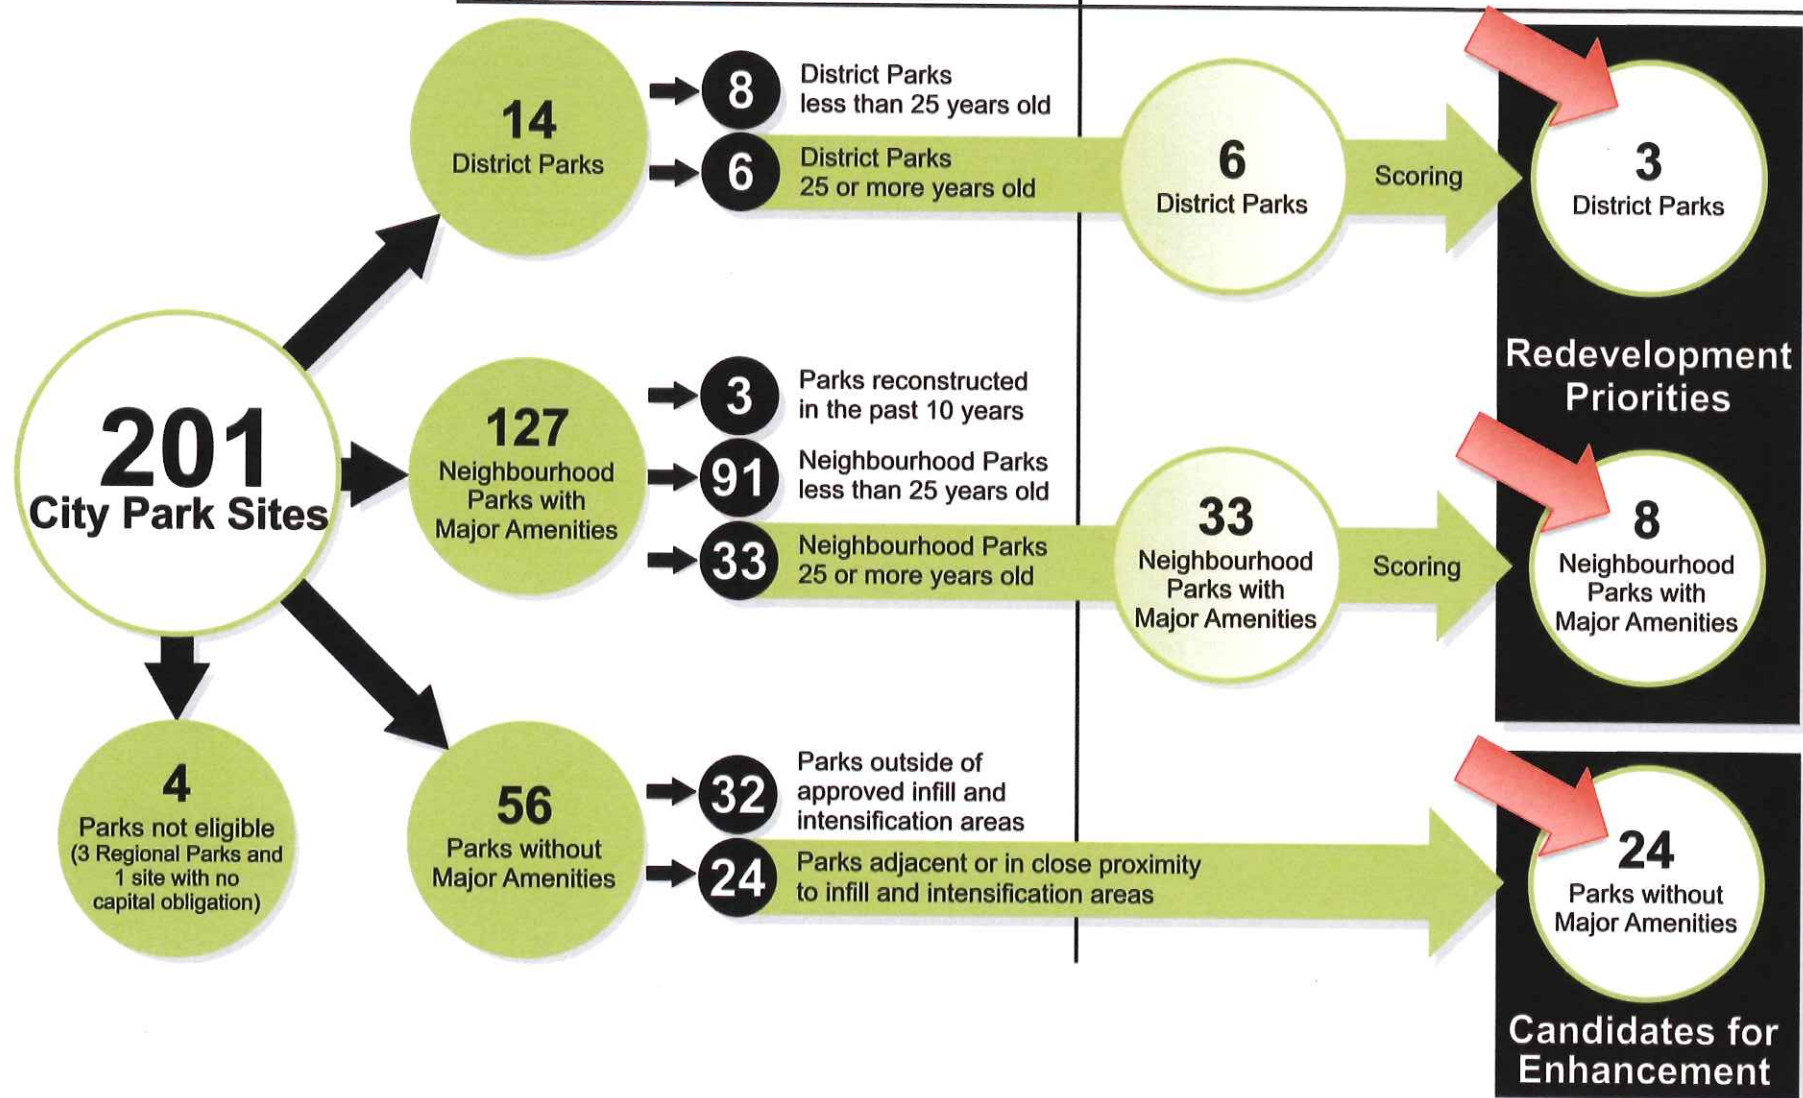 201
City Park Sites
14
District Parks
8
District Parks
less than 25 years old
6
District Parks
25 or more years old
6
District Parks
Scoring
3
District Parks
Redevelopment
Priorities
127
Neighbourhood
Parks with
Major Amenities
3
Parks reconstructed
in the past 10 years
91
Neighbourhood Parks
less than 25 years old
33
Neighbourhood Parks
25 or more years old
33
Neighbourhood
Parks with
Major Amenities
Scoring
8
Neighbourhood
Parks with
Major Amenities
4
Parks not eligible
(3 Regional Parks and
1 site with no
capital obligation)
56
Parks without
Major Amenities
32
Parks outside of
approved infill and
intensification areas
24
Parks adjacent or in close proximity
to infill and intensification areas
24
Parks without
Major Amenities
Candidates for
Enhancement